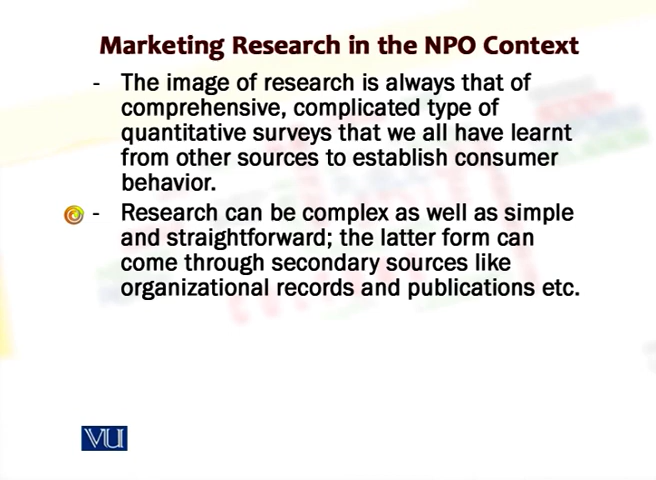 Marketing Research in the NPO Context
- The image of research is always that of
comprehensive, complicated type of
quantitative surveys that we all have learnt
from other sources to establish consumer
behavior.
- Research can be complex as well as simple
and straightforward; the latter form can
come through secondary sources like
organizational records and publications etc.
VU